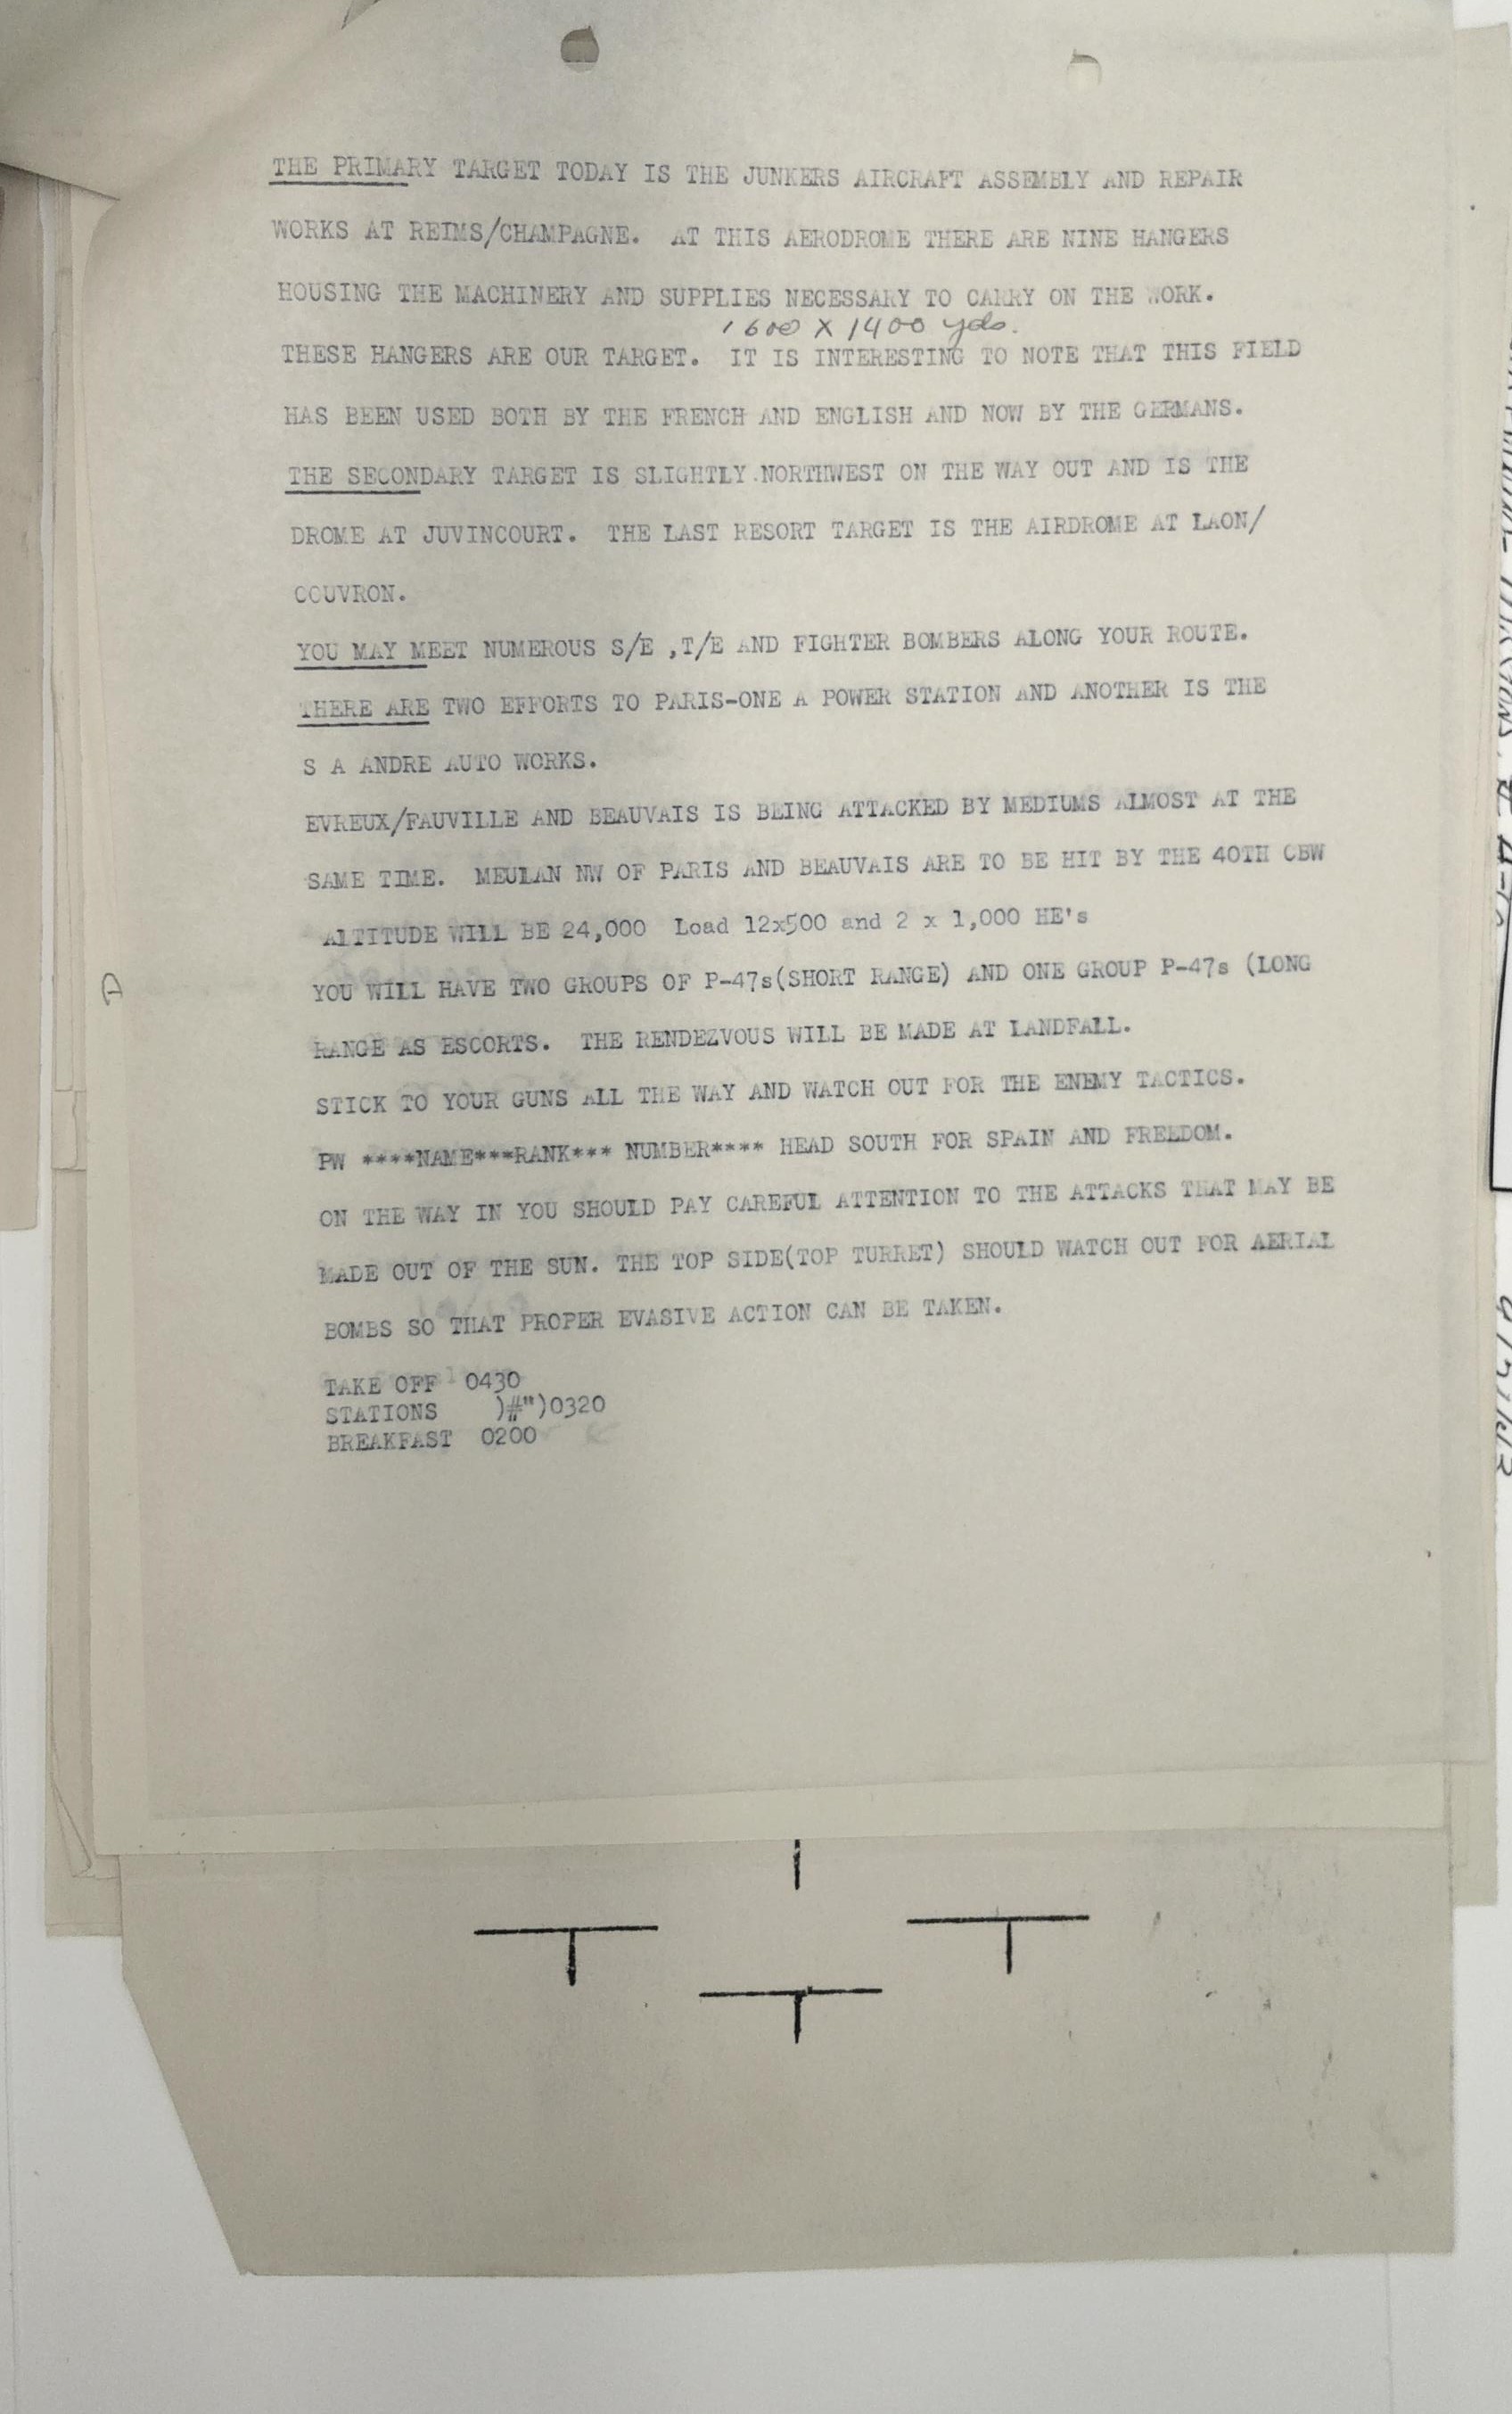 THE PRIMARY TARGET TODAY IS THE JUNKERS AIRCRAFT ASSEMBLY AND REPAIR
WORKS AT REIMS/CHAMPAGNE. AT THIS AERODROME THERE ARE NINE HANGERS
HOUSING THE MACHINERY AND SUPPLIES NECESSARY TO CARRY ON THE WORK.
1600 X 1400 yds.
THESE HANGERS ARE OUR TARGET. IT IS INTERESTING TO NOTE THAT THIS FIELD
HAS BEEN USED BOTH BY THE FRENCH AND ENGLISH AND NOW BY THE GERMANS.
THE SECONDARY TARGET IS SLIGHTLY.NORTHWEST ON THE WAY OUT AND IS THE
DROME AT JUVINCOURT. THE LAST RESORT TARGET IS THE AIRDROME AT LAON/
COUVRON.
YOU MAY MEET NUMEROUS S/E ,T/E AND FIGHTER BOMBERS ALONG YOUR ROUTE.
THERE ARE TWO EFFORTS TO PARIS-ONE A POWER STATION AND ANOTHER IS THE
S A ANDRE AUTO WORKS.
EVREUX/FAUVILLE AND BEAUVAIS IS BEING ATTACKED BY MEDIUMS ALMOST AT THE
SAME TIME. MEULAN NW OF PARIS AND BEAUVAIS ARE TO BE HIT BY THE 40TH CBW
ALTITUDE WILL BE 24,000 Load 12x500 and 2 x 1,000 HE's
A
YOU WILL HAVE TWO GROUPS OF P-47s(SHORT RANGE) AND ONE GROUP P-47s (LONG
RANGE AS ESCORTS. THE RENDEZVOUS WILL BE MADE AT LANDFALL.
STICK TO YOUR GUNS ALL THE WAY AND WATCH OUT FOR THE ENEMY TACTICS.
PW ****NAME***RANK*** NUMBER**** HEAD SOUTH FOR SPAIN AND FREEDOM.
ON THE WAY IN YOU SHOULD PAY CAREFUL ATTENTION TO THE ATTACKS THAT MAY BE
MADE OUT OF THE SUN. THE TOP SIDE(TOP TURRET) SHOULD WATCH OUT FOR AERIAL
BOMBS SO THAT PROPER EVASIVE ACTION CAN BE TAKEN.
TAKE OFF 0430
STATIONS )#")0320
BREAKFAST 0200